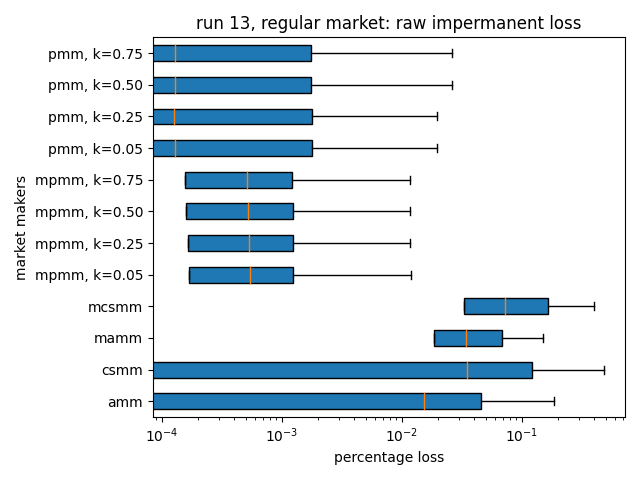 run 13, regular market: raw impermanent loss
market makers
pmm, k=0.75
pmm, k=0.50
pmm, k=0.25
pmm, k=0.05
mpmm, k=0.75
mpmm, k=0.50
mpmm, k=0.25
mpmm, k=0.05
mcsmm
mamm
csmm
amm
10⁻⁴ 10⁻³ 10⁻² 10⁻¹
percentage loss